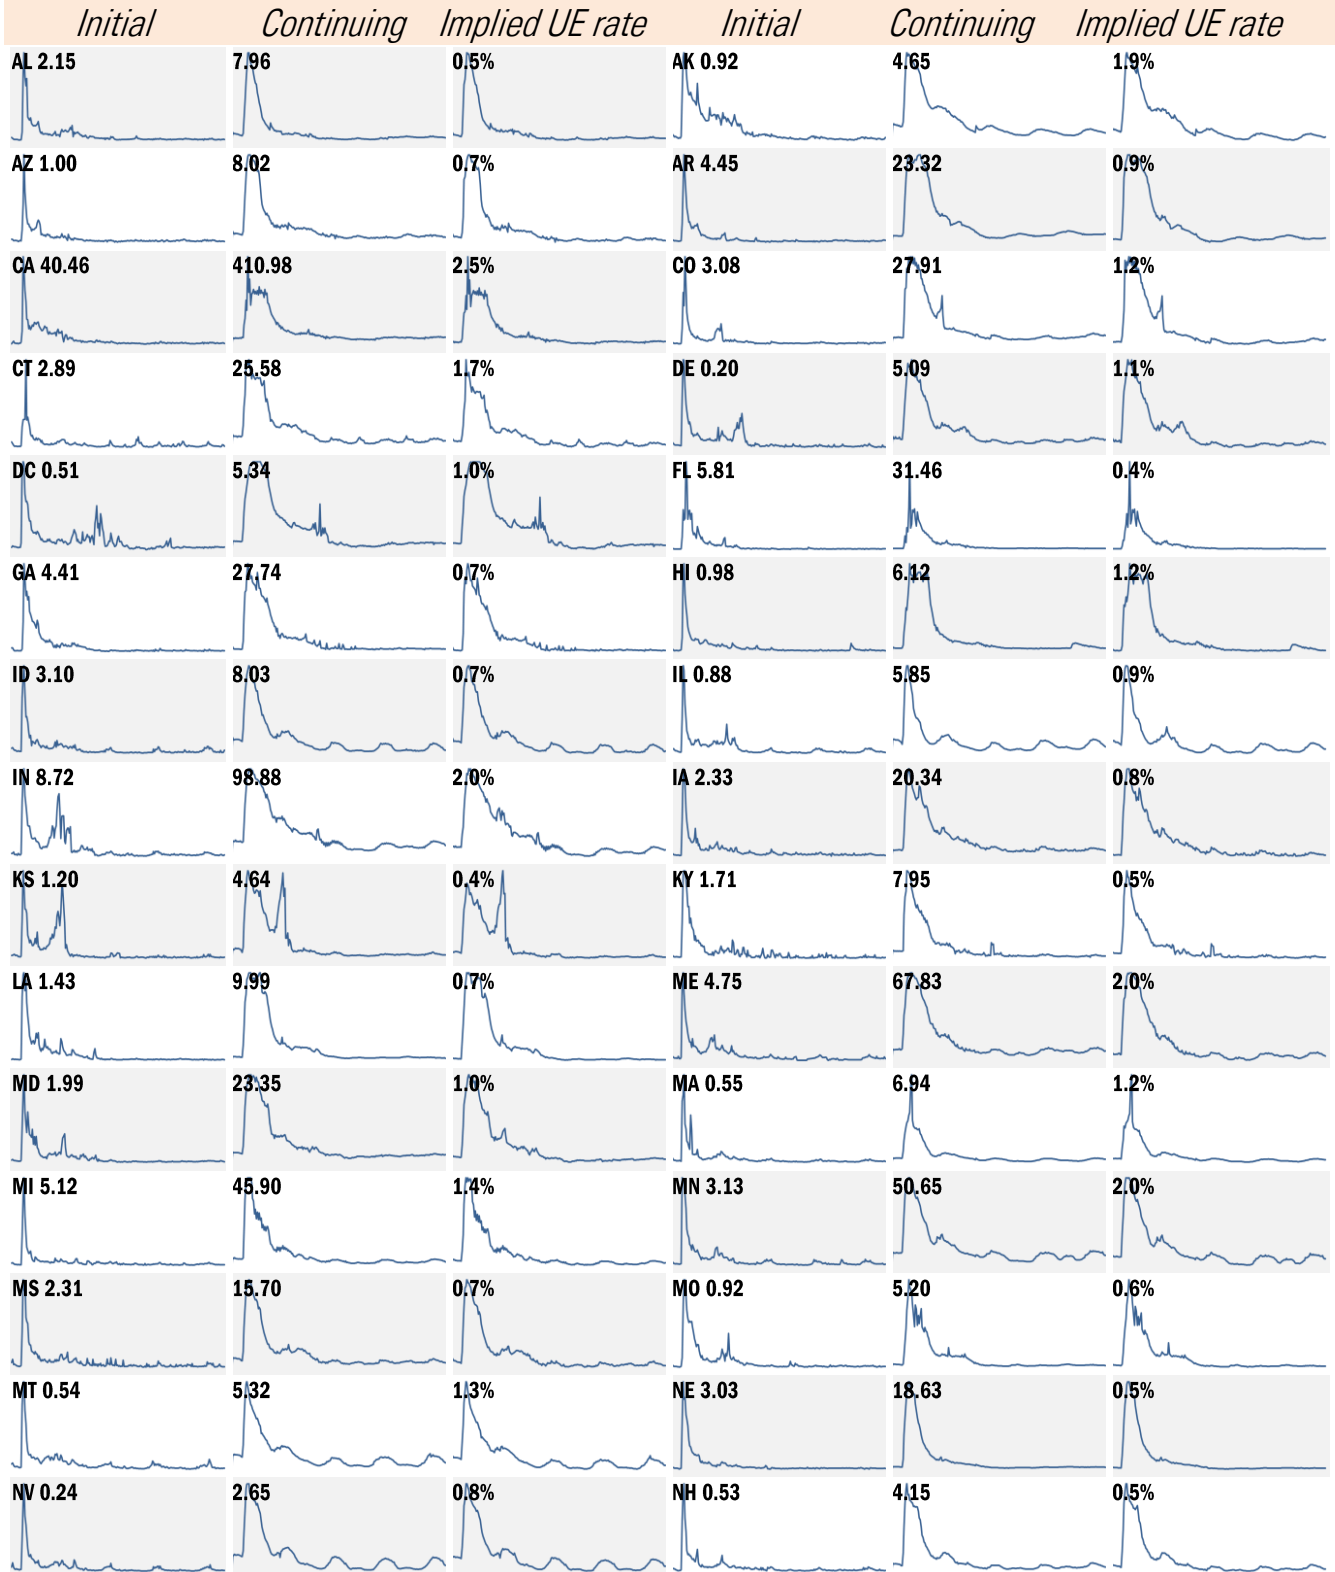 Initial Continuing Implied UE rate Initial Continuing Implied UE rate
AL 2.15 7.96 0.5% AK 0.92 4.65 1.9%
AZ 1.00 8.02 0.7% AR 4.45 23.32 0.9%
CA 40.46 410.98 2.5% CO 3.08 27.91 1.2%
CT 2.89 25.58 1.7% DE 0.20 5.09 1.1%
DC 0.51 5.34 1.0% FL 5.81 31.46 0.4%
GA 4.41 27.74 0.7% HI 0.98 6.12 1.2%
ID 3.10 8.03 0.7% IL 0.88 5.85 0.9%
IN 8.72 98.88 2.0% IA 2.33 20.34 0.8%
KS 1.20 4.64 0.4% KY 1.71 7.95 0.5%
LA 1.43 9.99 0.7% ME 4.75 67.83 2.0%
MD 1.99 23.35 1.0% MA 0.55 6.94 1.2%
MI 5.12 45.90 1.4% MN 3.13 50.65 2.0%
MS 2.31 15.70 0.7% MO 0.92 5.20 0.6%
MT 0.54 5.32 1.3% NE 3.03 18.63 0.5%
NV 0.24 2.65 0.8% NH 0.53 4.15 0.5%